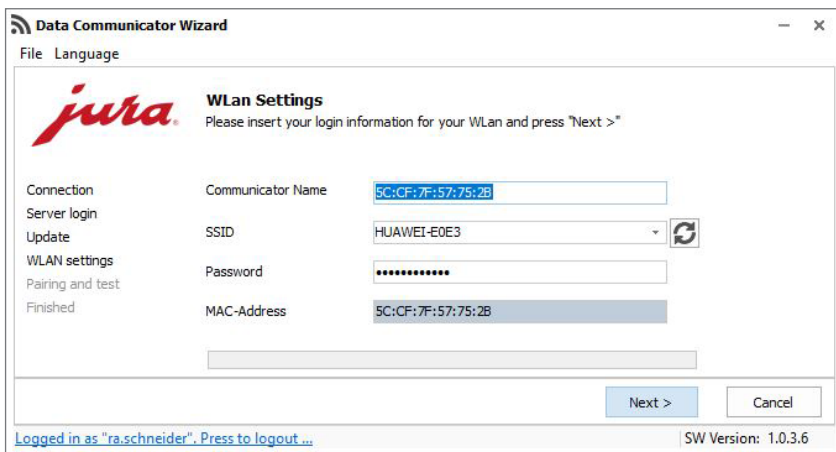 Data Communicator Wizard
File Language
jura
WLan Settings
Please insert your login information for your WLan and press "Next >"
Connection
Server login
Update
WLAN settings
Pairing and test
Finished
Communicator Name 5C:CF:7F:57:75:2B
SSID HUAWEI-E0E3
Password ••••••••••••
MAC-Address 5C:CF:7F:57:75:2B
Next > Cancel
Logged in as "ra.schneider". Press to logout ... SW Version: 1.0.3.6